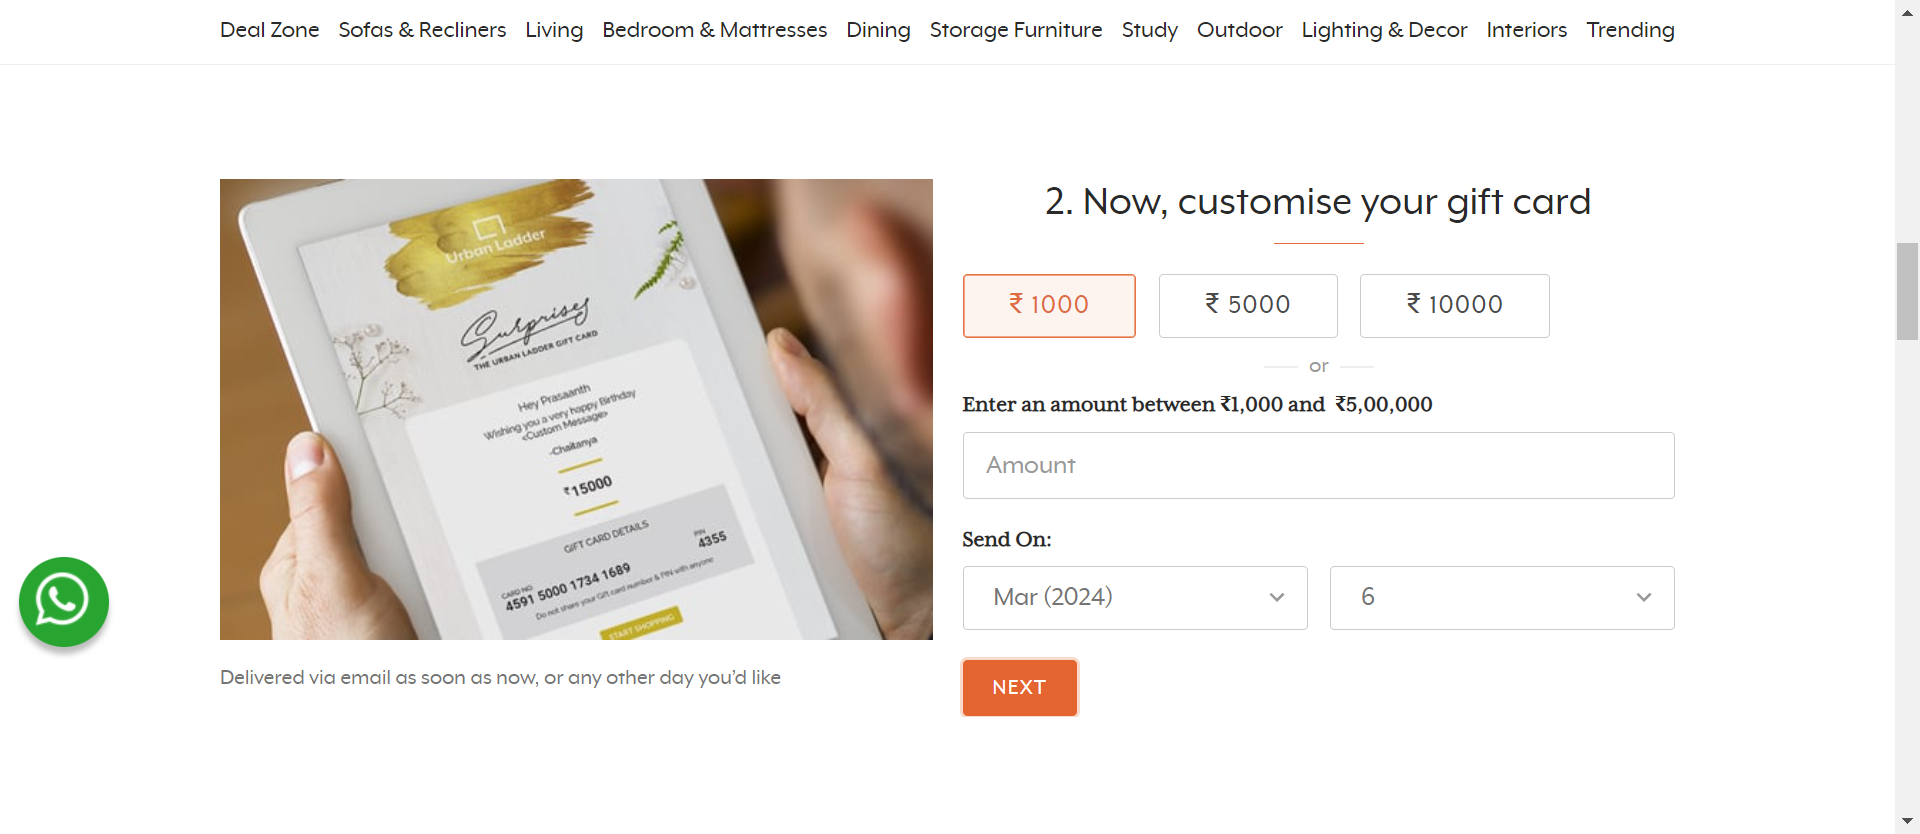 Deal Zone Sofas & Recliners Living Bedroom & Mattresses Dining Storage Furniture Study Outdoor Lighting & Decor Interiors Trending
Urban Ladder
Surprises
THE URBAN LADDER GIFT CARD
Hey Prasaanth
Wishing you a very happy Birthday
<Custom Message>
-Chaitanya
₹15000
GIFT CARD DETAILS
CARD NO. PIN
4591 5000 1734 1689 4355
Do not share your Gift card number & PIN with anyone
START SHOPPING
Delivered via email as soon as now, or any other day you'd like
2. Now, customise your gift card
₹ 1000 ₹ 5000 ₹ 10000
or
Enter an amount between ₹1,000 and ₹5,00,000
Amount
Send On:
Mar (2024) 6
NEXT